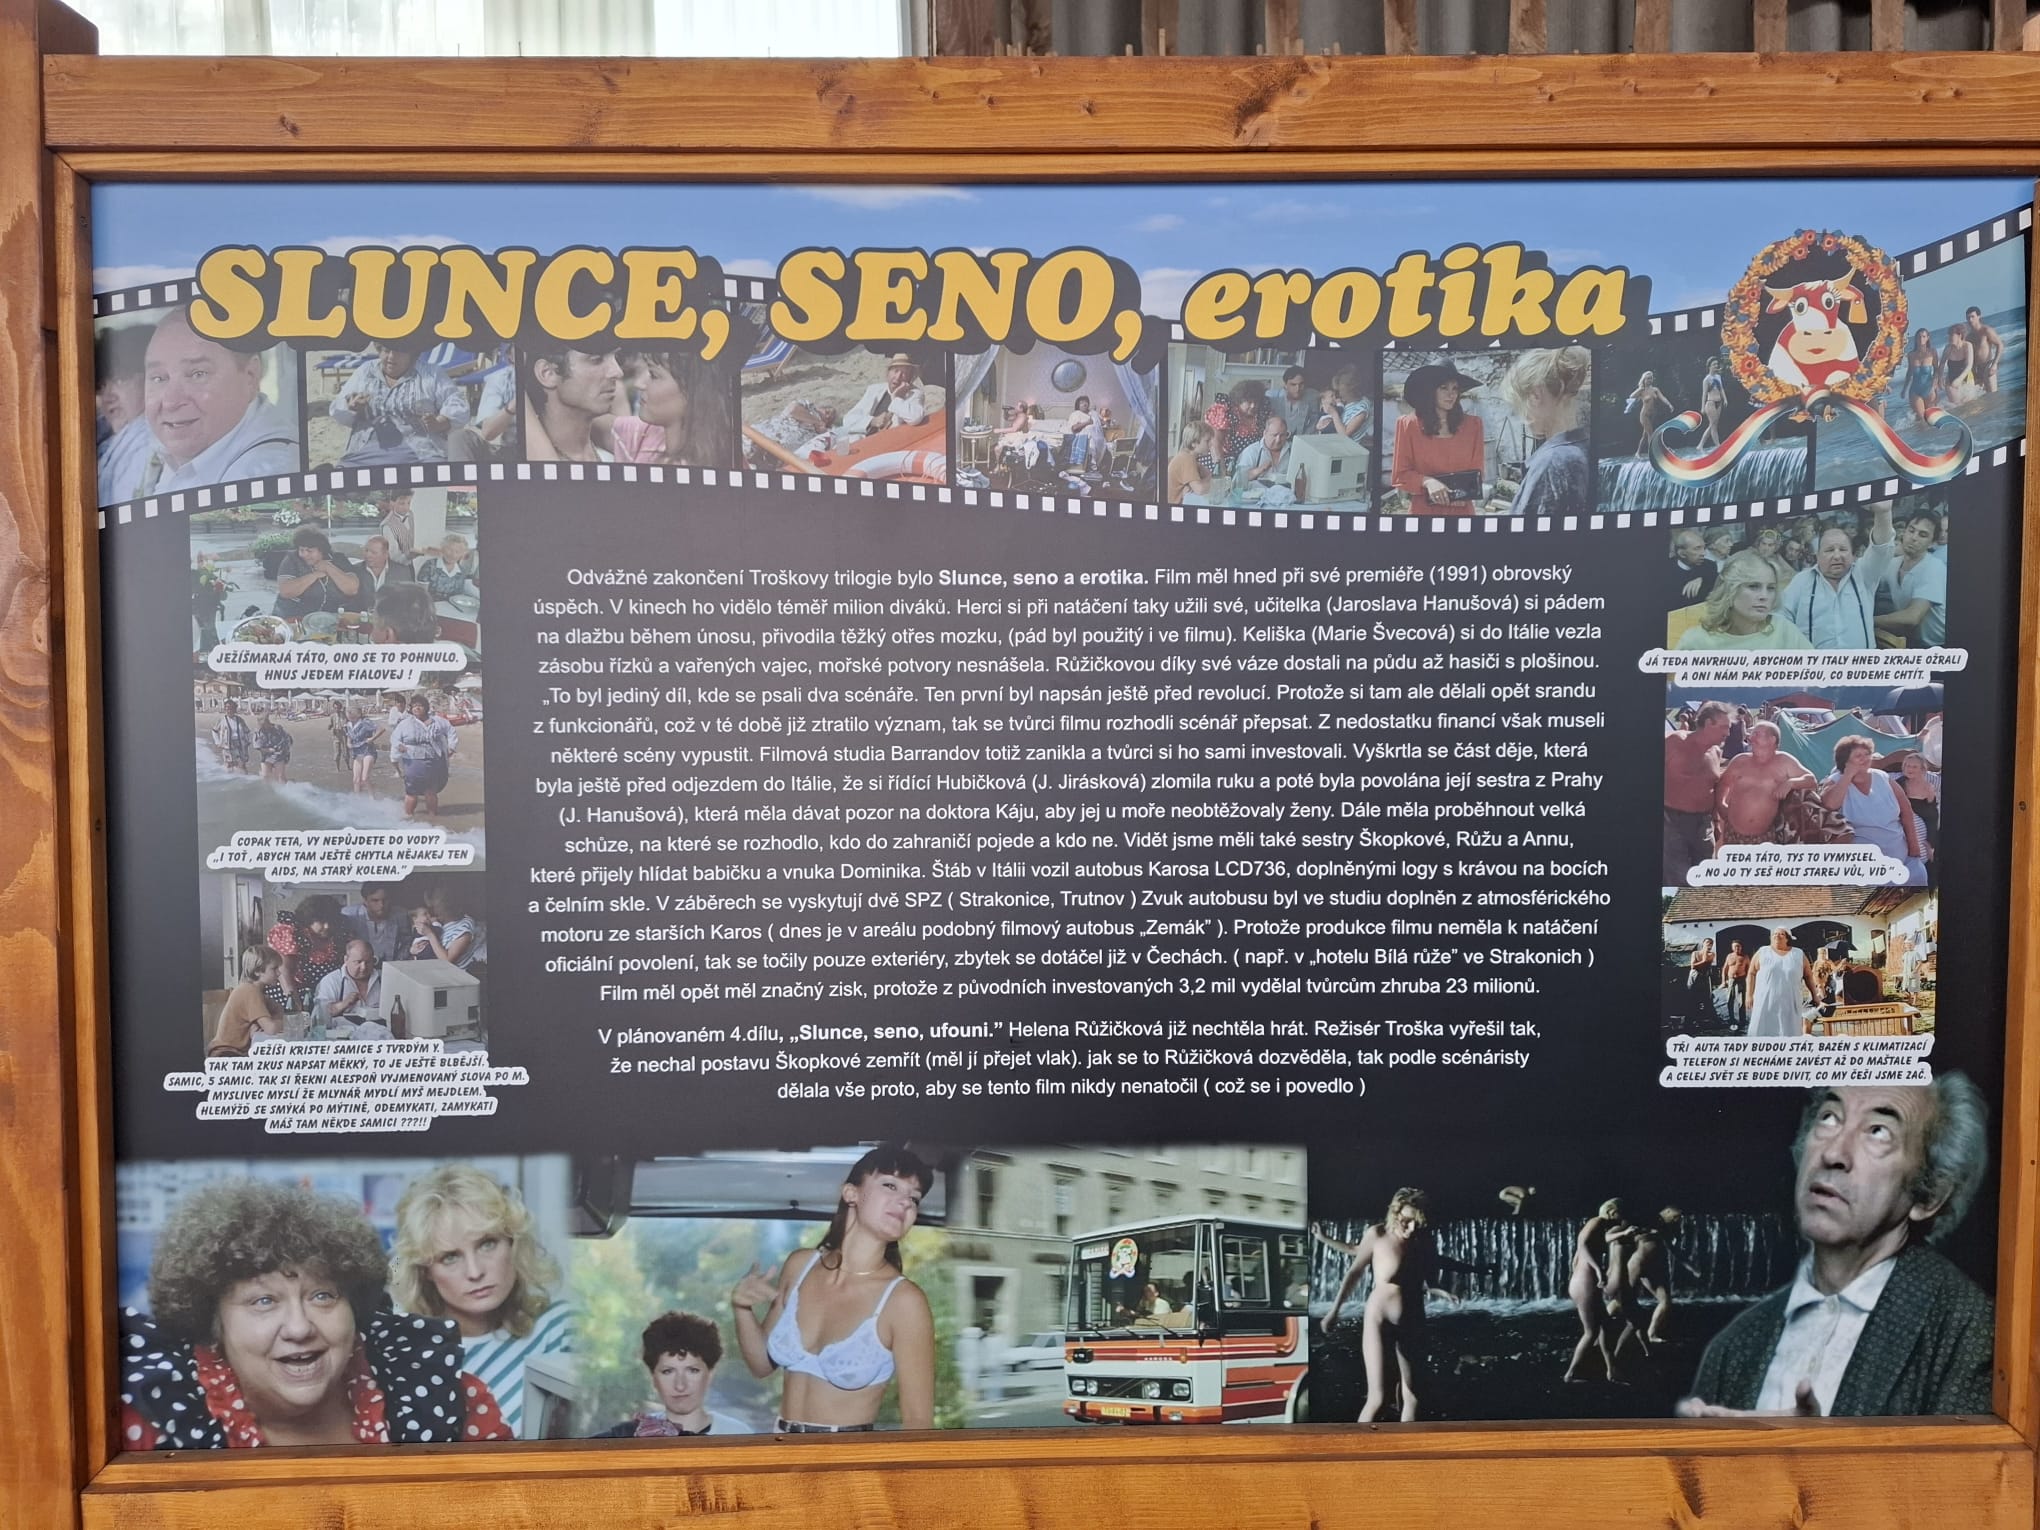 SLUNCE, SENO, erotika
Odvážné zakončení Troškovy trilogie bylo Slunce, seno a erotika. Film měl hned při své premiéře (1991) obrovský
úspěch. V kinech ho vidělo téměř milion diváků. Herci si při natáčení taky užili své, učitelka (Jaroslava Hanušová) si pádem
na dlažbu během únosu, přivodila těžký otřes mozku, (pád byl použitý i ve filmu). Keliška (Marie Švecová) si do Itálie vezla
zásobu řízků a vařených vajec, mořské potvory nesnášela. Růžičkovou díky své váze dostali na půdu až hasiči s plošinou.
„To byl jediný díl, kde se psali dva scénáře. Ten první byl napsán ještě před revolucí. Protože si tam ale dělali opět srandu
z funkcionářů, což v té době již ztratilo význam, tak se tvůrci filmu rozhodli scénář přepsat. Z nedostatku financí však museli
některé scény vypustit. Filmová studia Barrandov totiž zanikla a tvůrci si ho sami investovali. Vyškrtla se část děje, která
byla ještě před odjezdem do Itálie, že si řídící Hubičková (J. Jirásková) zlomila ruku a poté byla povolána její sestra z Prahy
(J. Hanušová), která měla dávat pozor na doktora Káju, aby jej u moře neobtěžovaly ženy. Dále měla proběhnout velká
schůze, na které se rozhodlo, kdo do zahraničí pojede a kdo ne. Vidět jsme měli také sestry Škopkové, Růžu a Annu,
které přijely hlídat babičku a vnuka Dominika. Štáb v Itálii vozil autobus Karosa LCD736, doplněnými logy s krávou na bocích
a čelním skle. V záběrech se vyskytují dvě SPZ ( Strakonice, Trutnov ) Zvuk autobusu byl ve studiu doplněn z atmosférického
motoru ze starších Karos ( dnes je v areálu podobný filmový autobus „Zemák” ). Protože produkce filmu neměla k natáčení
oficiální povolení, tak se točily pouze exteriéry, zbytek se dotáčel již v Čechách. ( např. v „hotelu Bílá růže” ve Strakonich )
Film měl opět měl značný zisk, protože z původních investovaných 3,2 mil vydělal tvůrcům zhruba 23 milionů.
V plánovaném 4.dílu, „Slunce, seno, ufouni.” Helena Růžičková již nechtěla hrát. Režisér Troška vyřešil tak,
že nechal postavu Škopkové zemřít (měl jí přejet vlak). jak se to Růžičková dozvěděla, tak podle scénáristy
dělala vše proto, aby se tento film nikdy nenatočil ( což se i povedlo )
JEŽÍŠMARJÁ TÁTO, ONO SE TO POHNULO.
HNUS JEDEM FIALOVEJ !
COPAK TETA, VY NEPŮJDETE DO VODY?
„I TOŤ, ABYCH TAM JEŠTĚ CHYTLA NĚJAKEJ TEN
AIDS, NA STARÝ KOLENA.”
JEŽÍŠI KRISTE! SAMICE S TVRDÝM Y.
TAK TAM ZKUS NAPSAT MĚKKÝ, TO JE JEŠTĚ BLBĚJŠÍ.
SAMIC, 5 SAMIC. TAK SI ŘEKNI ALESPOŇ VYJMENOVANÝ SLOVA PO M.
MYSLIVEC MYSLÍ ŽE MLYNÁŘ MYDLÍ MYŠ MEJDLEM.
HLEMÝŽĎ SE SMÝKÁ PO MÝTINĚ, ODEMYKATI, ZAMYKATI
MÁŠ TAM NĚKDE SAMICI ???!!
JÁ TEDA NAVRHUJU, ABYCHOM TY ITALY HNED ZKRAJE OŽRALI
A ONI NÁM PAK PODEPÍŠOU, CO BUDEME CHTÍT.
TEDA TÁTO, TYS TO VYMYSLEL.
„ NO JO TY SEŠ HOLT STAREJ VŮL, VIĎ” .
TŘI AUTA TADY BUDOU STÁT, BAZÉN S KLIMATIZACÍ
TELEFON SI NECHÁME ZAVÉST AŽ DO MAŠTALE
A CELEJ SVĚT SE BUDE DIVIT, CO MY ČEŠI JSME ZAČ.